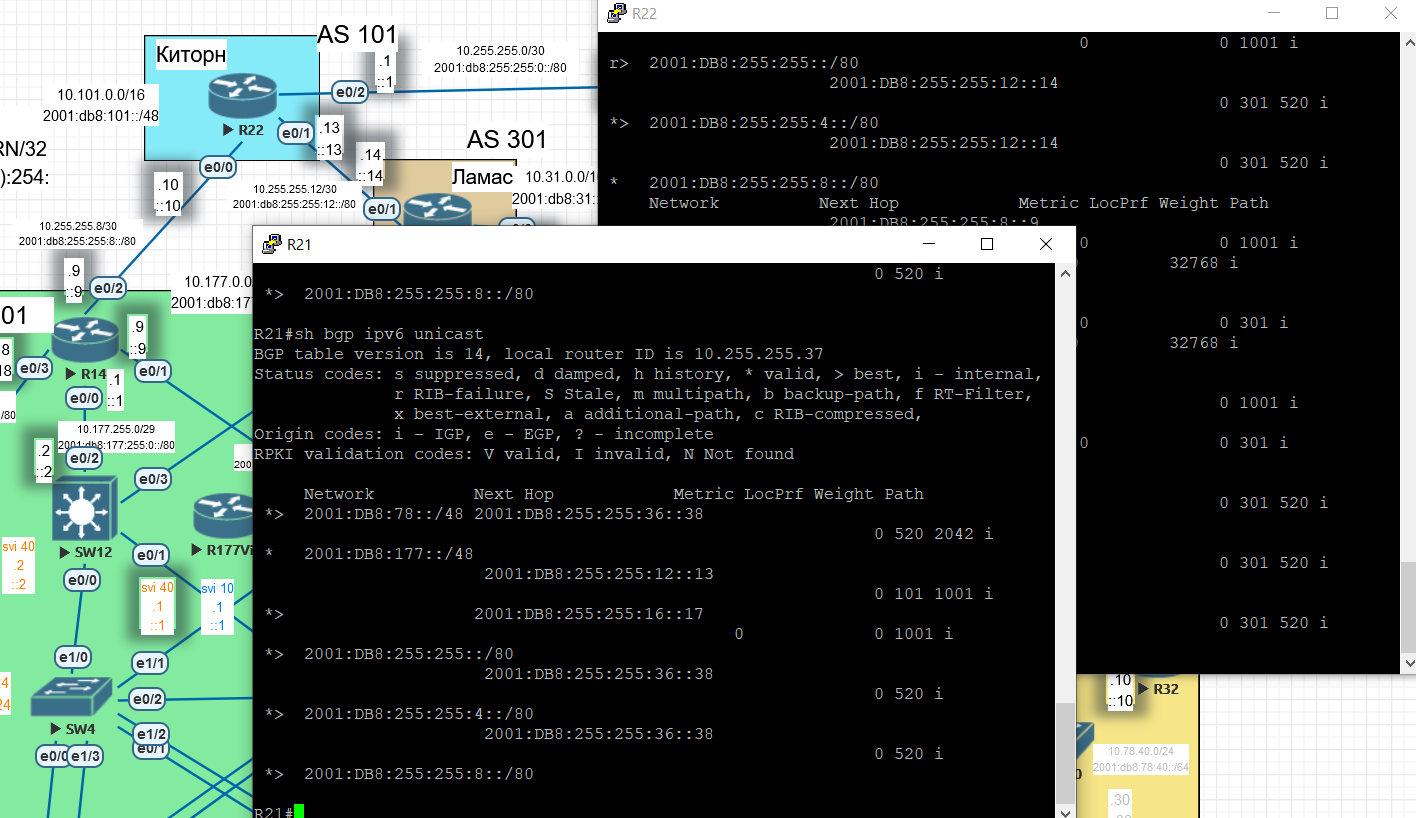 AS 101
Киторн
10.255.255.0/30
2001:db8:255:255:0::/80
.1
::1
e0/2
10.101.0.0/16
2001:db8:101::/48
R22
e0/1
.13
::13
AS 301
RN/32
):254:
e0/0
.14
::14
Ламас
10.31.0.0/1
2001:db8:31:
.10
::10
10.255.255.12/30
2001:db8:255:255:12::/80
e0/1
10.255.255.8/30
2001:db8:255:255:8::/80
.9
::9
e0/2
10.177.0.0
2001:db8:177
01
.9
::9
8
18
e0/3
R14
e0/1
.1
::1
e0/0
/80
10.177.255.0/29
2001:db8:177:255:0::/80
.2
::2
e0/2
200
e0/3
SW12
R177Vi
svi 40
.2
::2
e0/1
e0/0
svi 40
.1
::1
svi 10
.1
::1
e1/0
e1/1
4
24
e0/2
SW4
e1/2
e0/1
e0/0
e1/3
R22
0 0 1001 i
r> 2001:DB8:255:255::/80
2001:DB8:255:255:12::14
0 301 520 i
*> 2001:DB8:255:255:4::/80
2001:DB8:255:255:12::14
0 301 520 i
* 2001:DB8:255:255:8::/80
Network Next Hop Metric LocPrf Weight Path
2001:DB8:255:255:8::9
0 0 1001 i
32768 i
0 0 301 i
32768 i
0 1001 i
0 0 301 i
0 301 520 i
0 301 520 i
0 301 520 i
R21
0 520 i
*> 2001:DB8:255:255:8::/80
R21#sh bgp ipv6 unicast
BGP table version is 14, local router ID is 10.255.255.37
Status codes: s suppressed, d damped, h history, * valid, > best, i - internal,
r RIB-failure, S Stale, m multipath, b backup-path, f RT-Filter,
x best-external, a additional-path, c RIB-compressed,
Origin codes: i - IGP, e - EGP, ? - incomplete
RPKI validation codes: V valid, I invalid, N Not found
Network Next Hop Metric LocPrf Weight Path
*> 2001:DB8:78::/48 2001:DB8:255:255:36::38
0 520 2042 i
* 2001:DB8:177::/48
2001:DB8:255:255:12::13
0 101 1001 i
*> 2001:DB8:255:255:16::17
0 0 1001 i
*> 2001:DB8:255:255::/80
2001:DB8:255:255:36::38
0 520 i
*> 2001:DB8:255:255:4::/80
2001:DB8:255:255:36::38
0 520 i
*> 2001:DB8:255:255:8::/80
R21#
.10
::10
R32
10.78.40.0/24
2001:db8:78:40::/64
0
.30